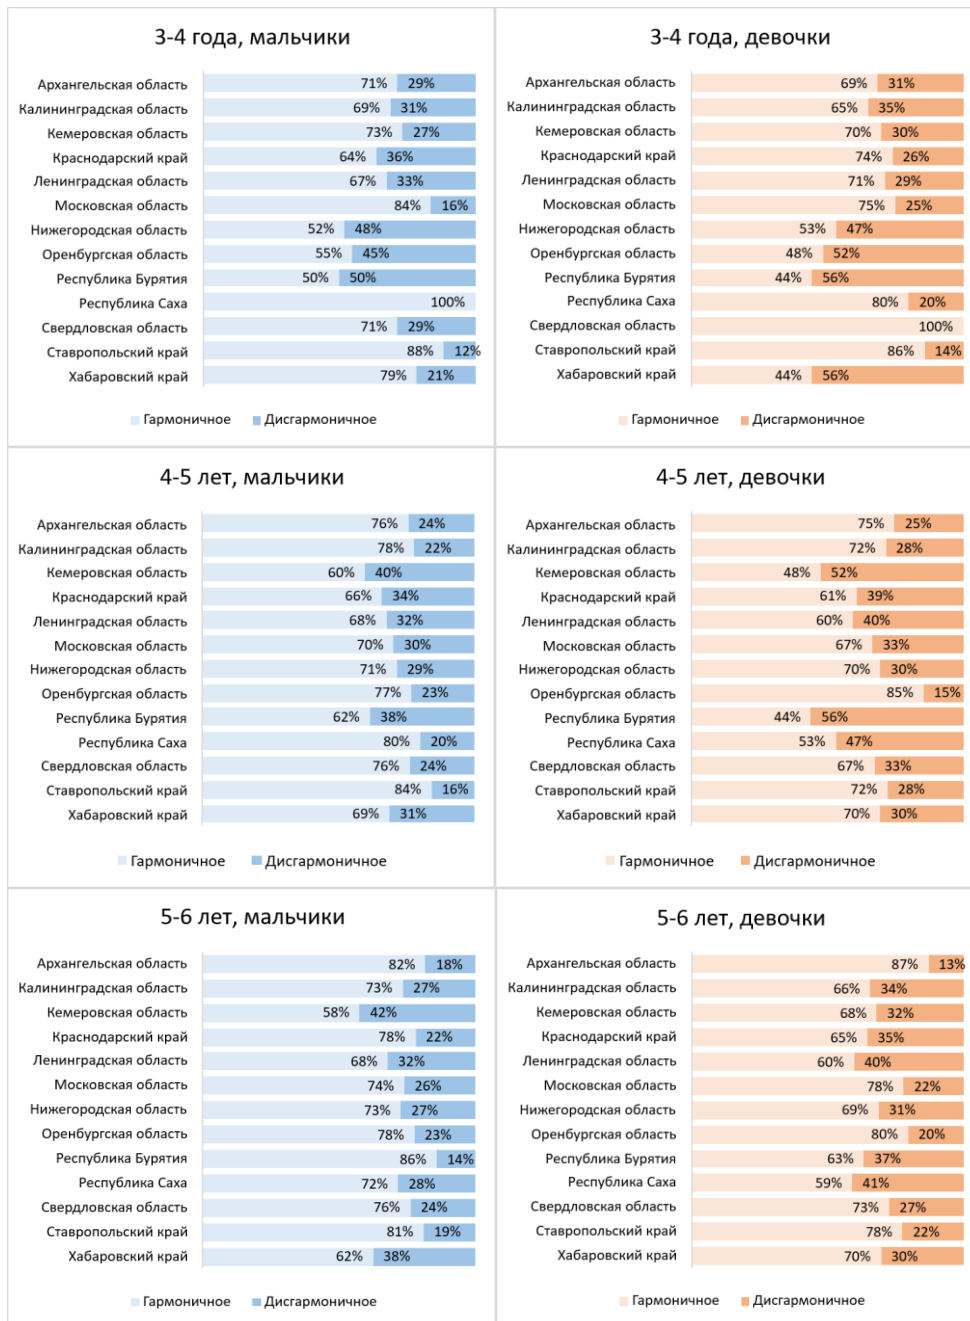 3-4 года, мальчики
Архангельская область 71% 29%
Калининградская область 69% 31%
Кемеровская область 73% 27%
Краснодарский край 64% 36%
Ленинградская область 67% 33%
Московская область 84% 16%
Нижегородская область 52% 48%
Оренбургская область 55% 45%
Республика Бурятия 50% 50%
Республика Саха 100%
Свердловская область 71% 29%
Ставропольский край 88% 12%
Хабаровский край 79% 21%
Гармоничное Дисгармоничное
3-4 года, девочки
Архангельская область 69% 31%
Калининградская область 65% 35%
Кемеровская область 70% 30%
Краснодарский край 74% 26%
Ленинградская область 71% 29%
Московская область 75% 25%
Нижегородская область 53% 47%
Оренбургская область 48% 52%
Республика Бурятия 44% 56%
Республика Саха 80% 20%
Свердловская область 100%
Ставропольский край 86% 14%
Хабаровский край 44% 56%
Гармоничное Дисгармоничное
4-5 лет, мальчики
Архангельская область 76% 24%
Калининградская область 78% 22%
Кемеровская область 60% 40%
Краснодарский край 66% 34%
Ленинградская область 68% 32%
Московская область 70% 30%
Нижегородская область 71% 29%
Оренбургская область 77% 23%
Республика Бурятия 62% 38%
Республика Саха 80% 20%
Свердловская область 76% 24%
Ставропольский край 84% 16%
Хабаровский край 69% 31%
Гармоничное Дисгармоничное
4-5 лет, девочки
Архангельская область 75% 25%
Калининградская область 72% 28%
Кемеровская область 48% 52%
Краснодарский край 61% 39%
Ленинградская область 60% 40%
Московская область 67% 33%
Нижегородская область 70% 30%
Оренбургская область 85% 15%
Республика Бурятия 44% 56%
Республика Саха 53% 47%
Свердловская область 67% 33%
Ставропольский край 72% 28%
Хабаровский край 70% 30%
Гармоничное Дисгармоничное
5-6 лет, мальчики
Архангельская область 82% 18%
Калининградская область 73% 27%
Кемеровская область 58% 42%
Краснодарский край 78% 22%
Ленинградская область 68% 32%
Московская область 74% 26%
Нижегородская область 73% 27%
Оренбургская область 78% 23%
Республика Бурятия 86% 14%
Республика Саха 72% 28%
Свердловская область 76% 24%
Ставропольский край 81% 19%
Хабаровский край 62% 38%
Гармоничное Дисгармоничное
5-6 лет, девочки
Архангельская область 87% 13%
Калининградская область 66% 34%
Кемеровская область 68% 32%
Краснодарский край 65% 35%
Ленинградская область 60% 40%
Московская область 78% 22%
Нижегородская область 69% 31%
Оренбургская область 80% 20%
Республика Бурятия 63% 37%
Республика Саха 59% 41%
Свердловская область 73% 27%
Ставропольский край 78% 22%
Хабаровский край 70% 30%
Гармоничное Дисгармоничное